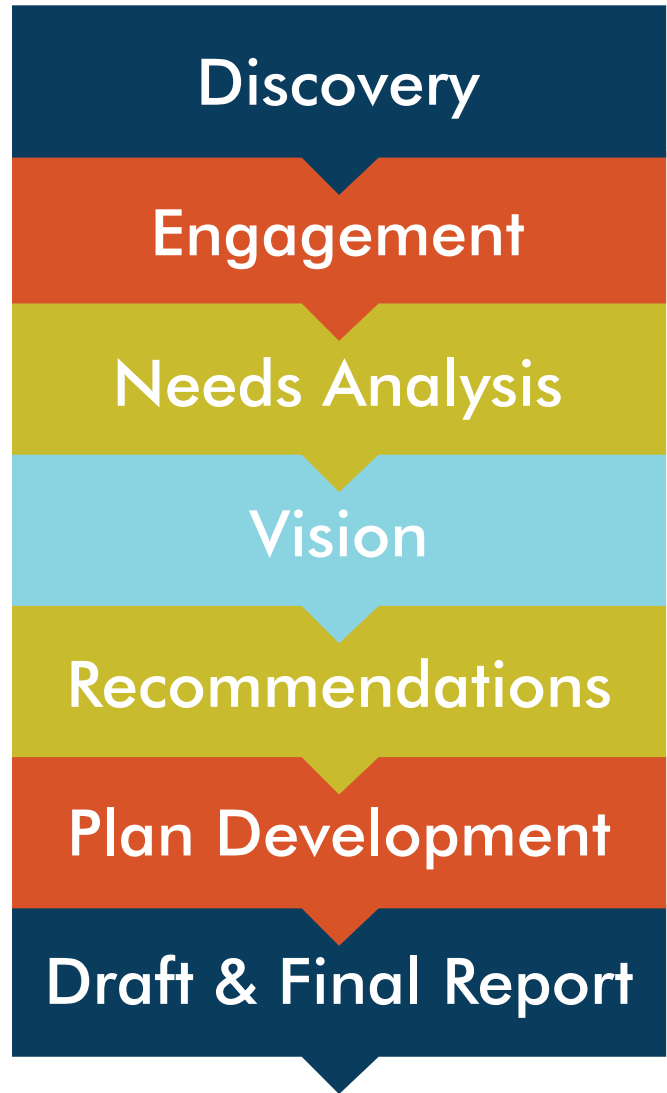 Discovery
Engagement
Needs Analysis
Vision
Recommendations
Plan Development
Draft & Final Report